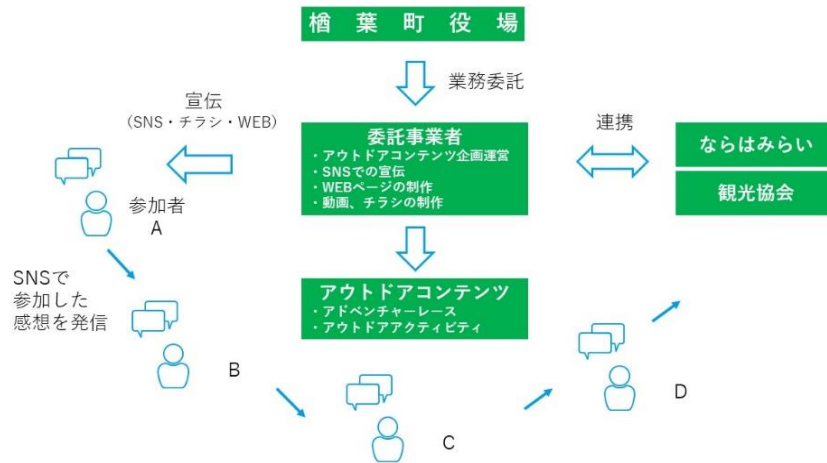 楢葉町役場
業務委託
宣伝
（SNS・チラシ・WEB）
委託事業者
・アウトドアコンテンツ企画運営
・SNSでの宣伝
・WEBページの制作
・動画、チラシの制作
連携
ならはみらい
観光協会
参加者
A
SNSで
参加した
感想を発信
アウトドアコンテンツ
・アドベンチャーレース
・アウトドアアクティビティ
B
C
D